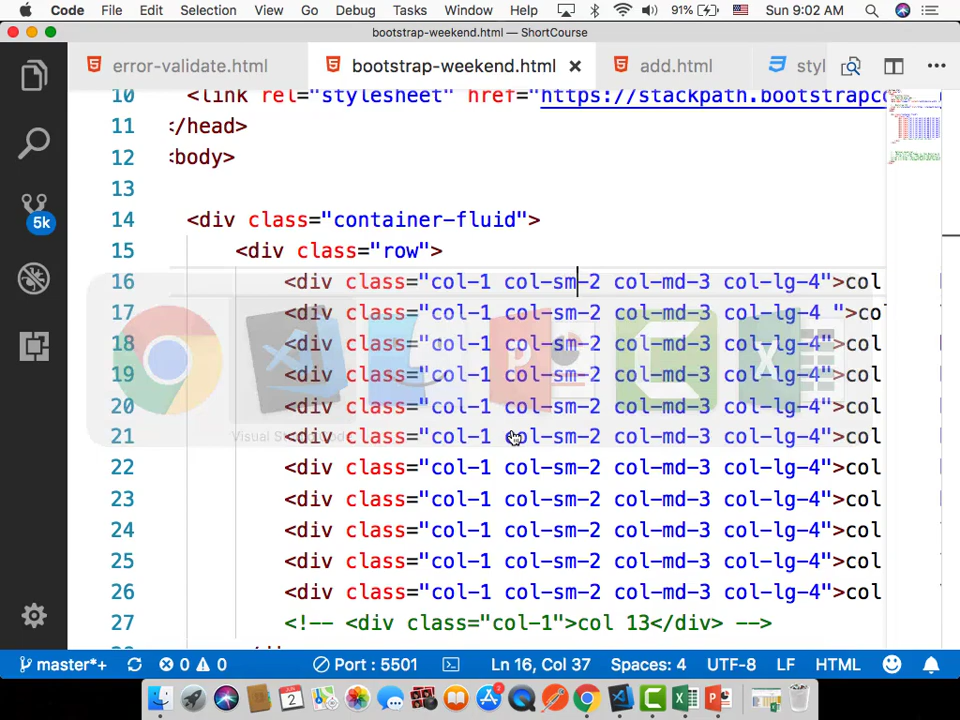 Code File Edit Selection View Go Debug Tasks Window Help 91% Sun 9:02 AM
bootstrap-weekend.html — ShortCourse
error-validate.html bootstrap-weekend.html add.html styl
10 <link rel="stylesheet" href="https://stackpath.bootstrapc
11 </head>
12 <body>
13
14 <div class="container-fluid">
15 <div class="row">
16 <div class="col-1 col-sm-2 col-md-3 col-lg-4">col
17 <div class="col-1 col-sm-2 col-md-3 col-lg-4 ">col
18 <div class="col-1 col-sm-2 col-md-3 col-lg-4">col
19 <div class="col-1 col-sm-2 col-md-3 col-lg-4">col
20 <div class="col-1 col-sm-2 col-md-3 col-lg-4">col
21 <div class="col-1 col-sm-2 col-md-3 col-lg-4">col
Visual Studio Code
22 <div class="col-1 col-sm-2 col-md-3 col-lg-4">col
23 <div class="col-1 col-sm-2 col-md-3 col-lg-4">col
24 <div class="col-1 col-sm-2 col-md-3 col-lg-4">col
25 <div class="col-1 col-sm-2 col-md-3 col-lg-4">col
26 <div class="col-1 col-sm-2 col-md-3 col-lg-4">col
27 <!-- <div class="col-1">col 13</div> -->
5k
master*+ 0 0 Port : 5501 Ln 16, Col 37 Spaces: 4 UTF-8 LF HTML